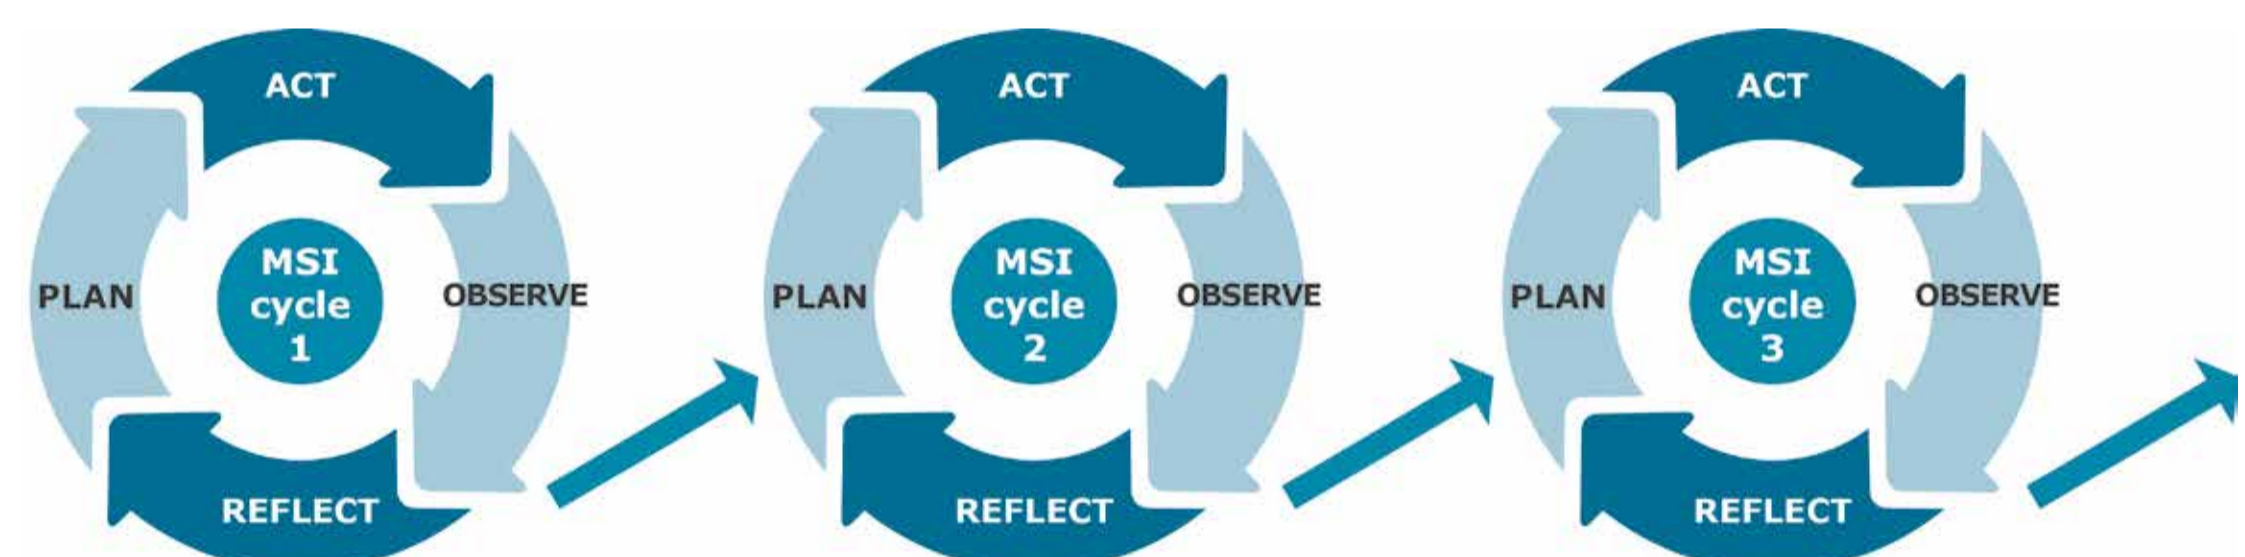 ACT
PLAN
MSI
cycle
1
OBSERVE
REFLECT
ACT
PLAN
MSI
cycle
2
OBSERVE
REFLECT
ACT
PLAN
MSI
cycle
3
OBSERVE
REFLECT